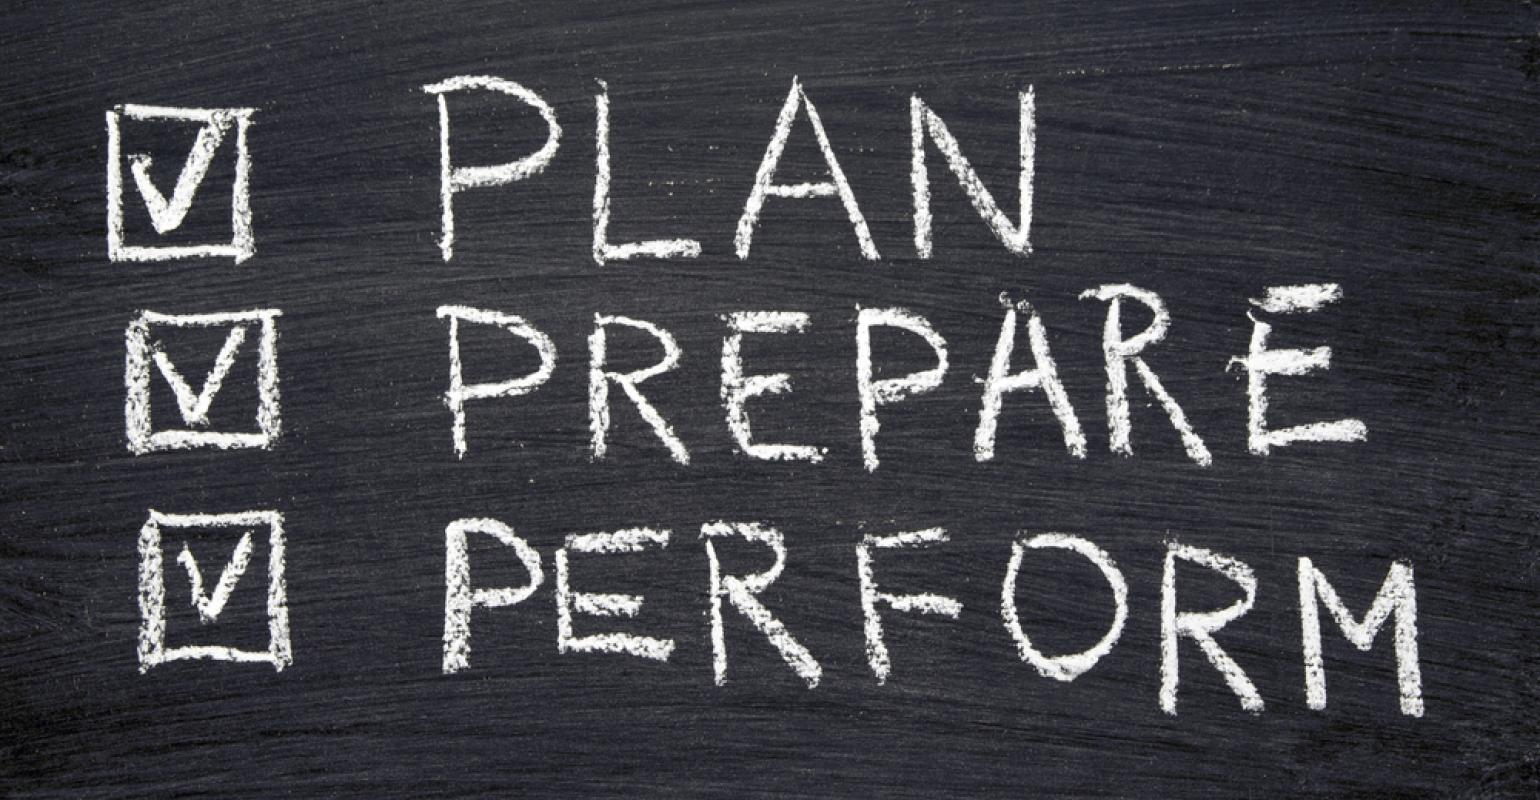 ☑ PLAN
☑ PREPARE
☑ PERFORM